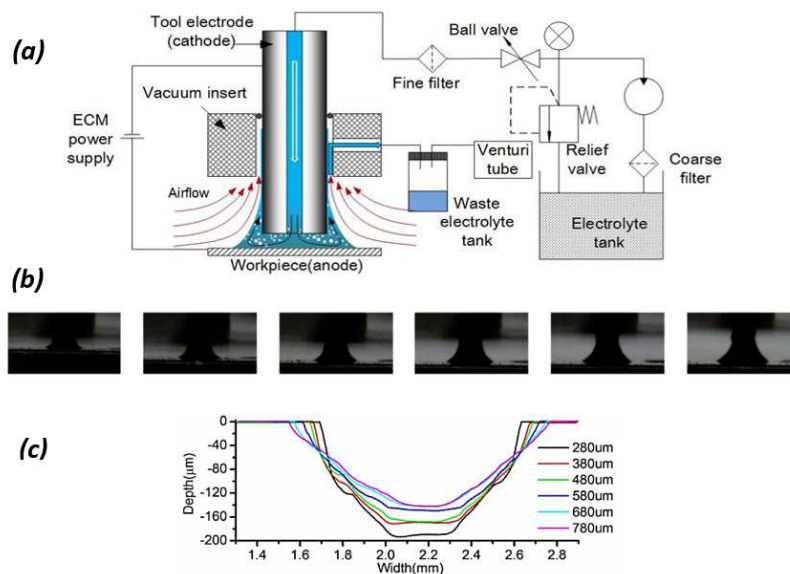 (a)
Tool electrode
(cathode)
Ball valve
Fine filter
Vacuum insert
ECM
power
supply
Venturi
tube
Relief
valve
Coarse
filter
Airflow
Waste
electrolyte
tank
Electrolyte
tank
Workpiece(anode)
(b)
(c)
Depth(μm)
0
-40
-80
-120
-160
-200
280um
380um
480um
580um
680um
780um
1.4 1.6 1.8 2.0 2.2 2.4 2.6 2.8
Width(mm)